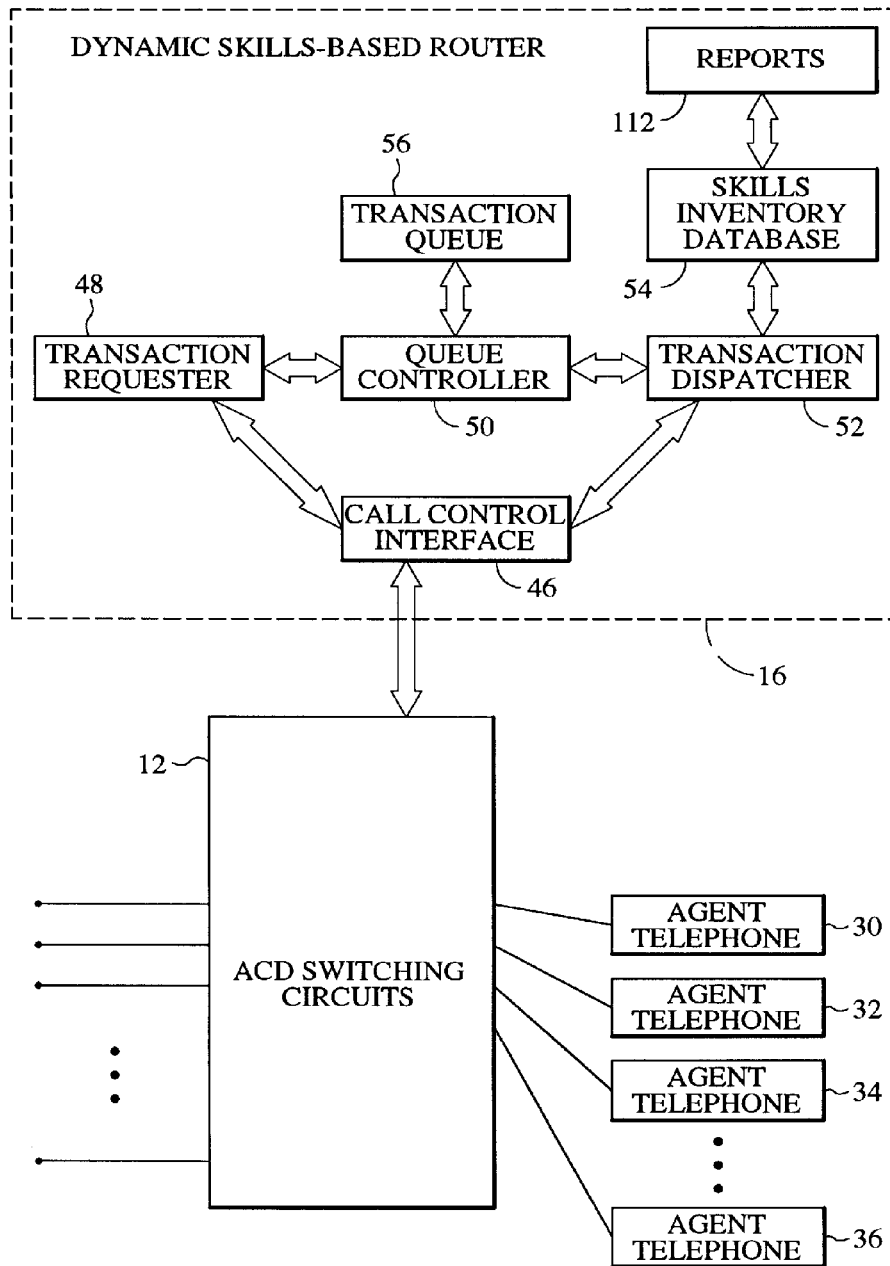 DYNAMIC SKILLS-BASED ROUTER
REPORTS
112
56
TRANSACTION
QUEUE
SKILLS
INVENTORY
DATABASE
54
48
TRANSACTION
REQUESTER
QUEUE
CONTROLLER
50
TRANSACTION
DISPATCHER
52
CALL CONTROL
INTERFACE
46
16
12
ACD SWITCHING
CIRCUITS
AGENT
TELEPHONE
30
AGENT
TELEPHONE
32
AGENT
TELEPHONE
34
AGENT
TELEPHONE
36